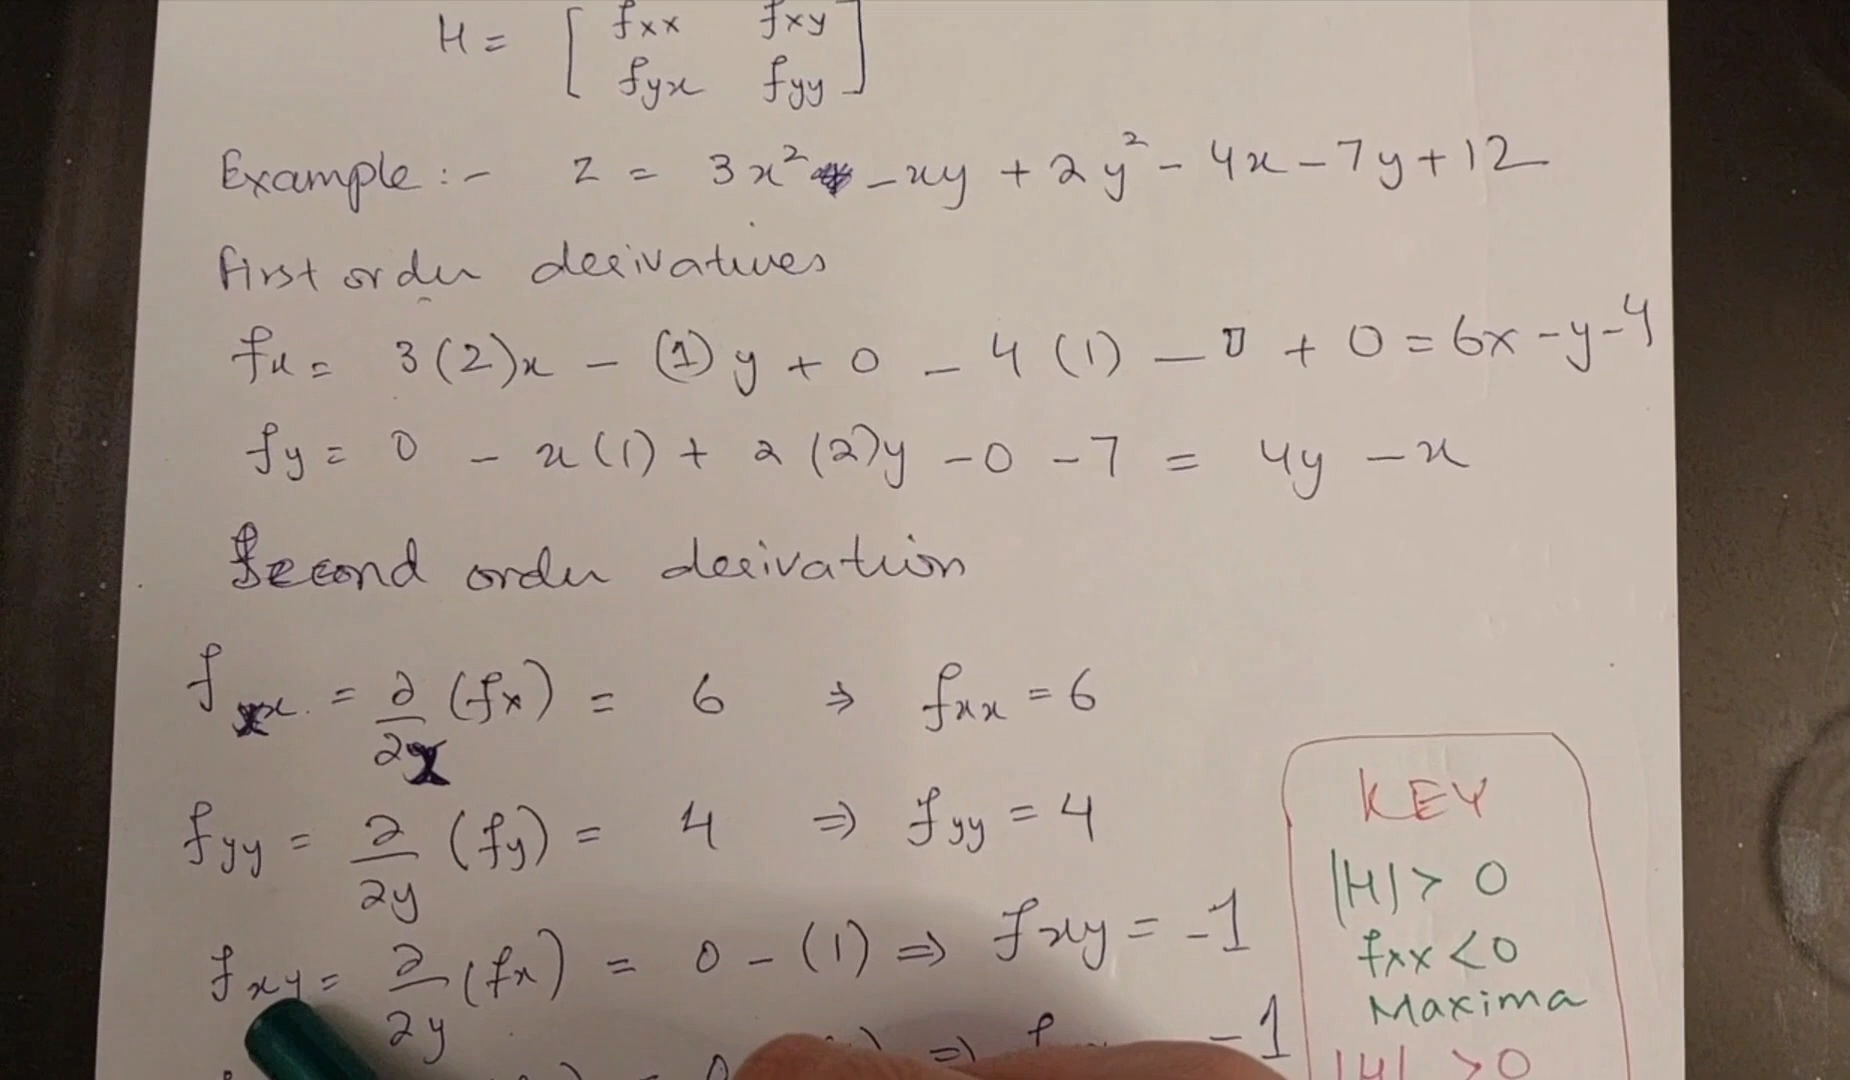 H = [ fxx fxy
fyx fyy ]
Example :- z = 3x² - xy + 2y² - 4x - 7y + 12
first order derivatives
fx = 3(2)x - (1)y + 0 - 4(1) - 0 + 0 = 6x - y - 4
fy = 0 - x(1) + 2(2)y - 0 - 7 = 4y - x
Second order derivation
fxx = ∂/∂x (fx) = 6 ⇒ fxx = 6
fyy = ∂/∂y (fy) = 4 ⇒ fyy = 4
fxy = ∂/∂y (fx) = 0 - (1) ⇒ fxy = -1
⇒ f -1
KEY
|H| > 0
fxx < 0
Maxima
|H| > 0